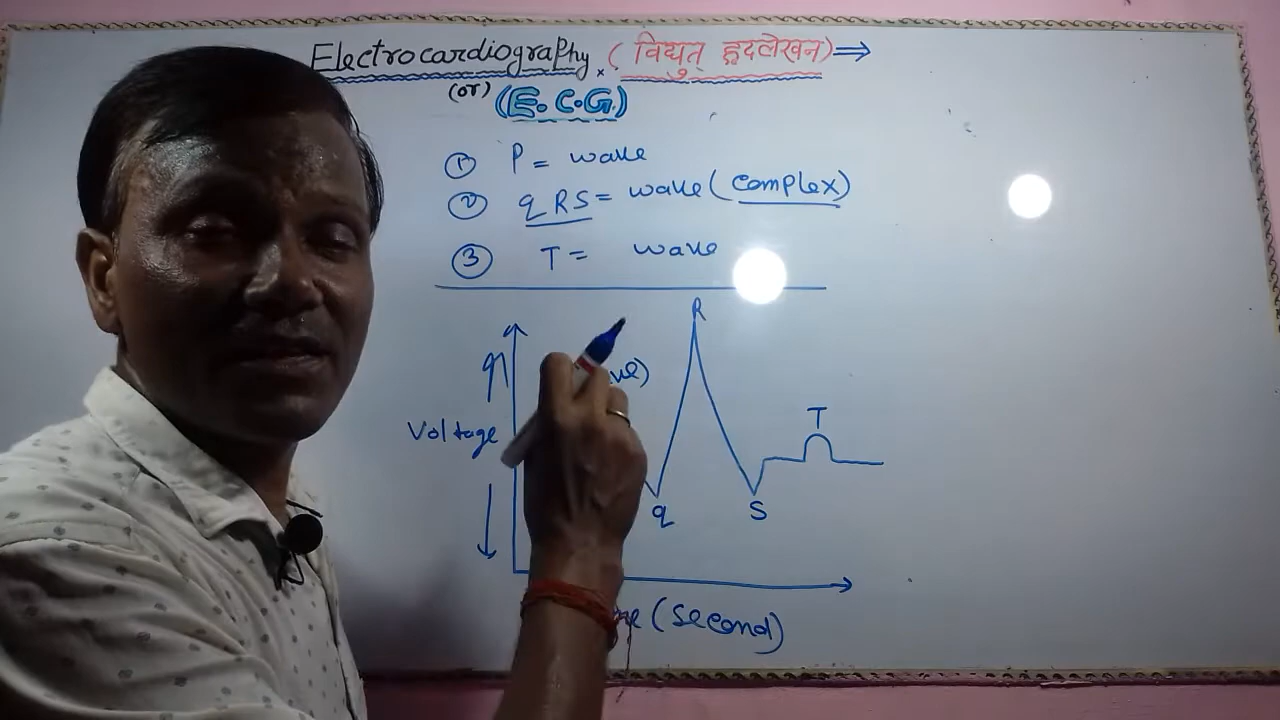 Electrocardiography (विद्युत् हृदलेखन) ⇒
(or) (E.C.G.)
① P = wave
② qRS = wave (complex)
③ T = wave
R
T
Voltage
q
S
(Second)